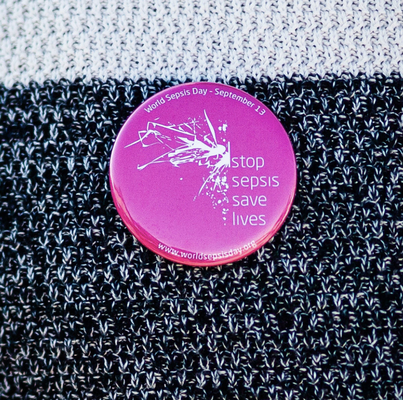 World Sepsis Day - September 13
stop
sepsis
save
lives
www.worldsepsisday.org